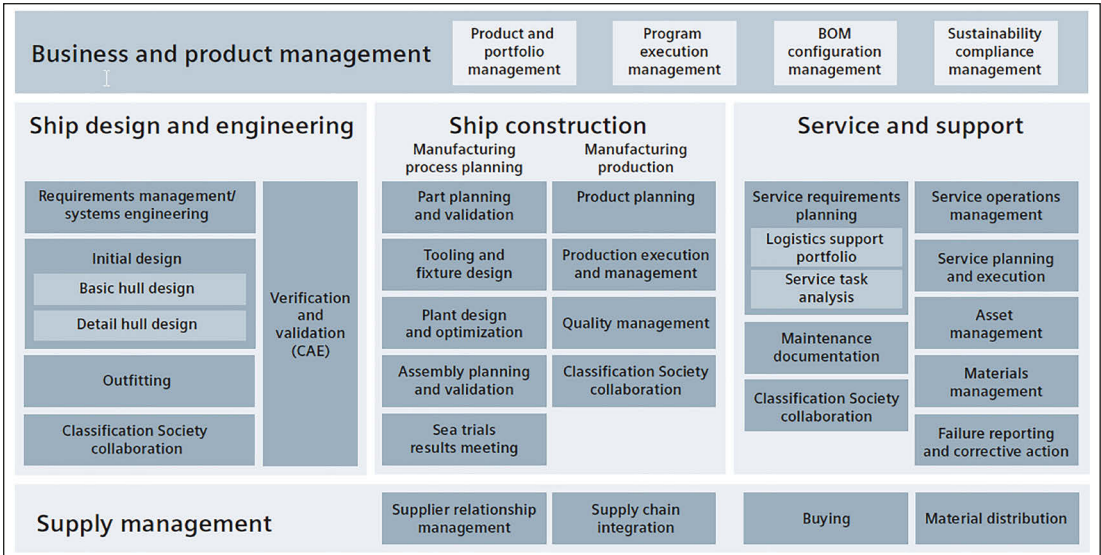 Business and product management
Product and
portfolio
management
Program
execution
management
BOM
configuration
management
Sustainability
compliance
management
Ship design and engineering
Requirements management/
systems engineering
Initial design
Basic hull design
Detail hull design
Outfitting
Classification Society
collaboration
Verification
and
validation
(CAE)
Ship construction
Manufacturing
process planning
Part planning
and validation
Tooling and
fixture design
Plant design
and optimization
Assembly planning
and validation
Sea trials
results meeting
Manufacturing
production
Product planning
Production execution
and management
Quality management
Classification Society
collaboration
Service and support
Service requirements
planning
Logistics support
portfolio
Service task
analysis
Maintenance
documentation
Classification Society
collaboration
Service operations
management
Service planning
and execution
Asset
management
Materials
management
Failure reporting
and corrective action
Supply management
Supplier relationship
management
Supply chain
integration
Buying
Material distribution